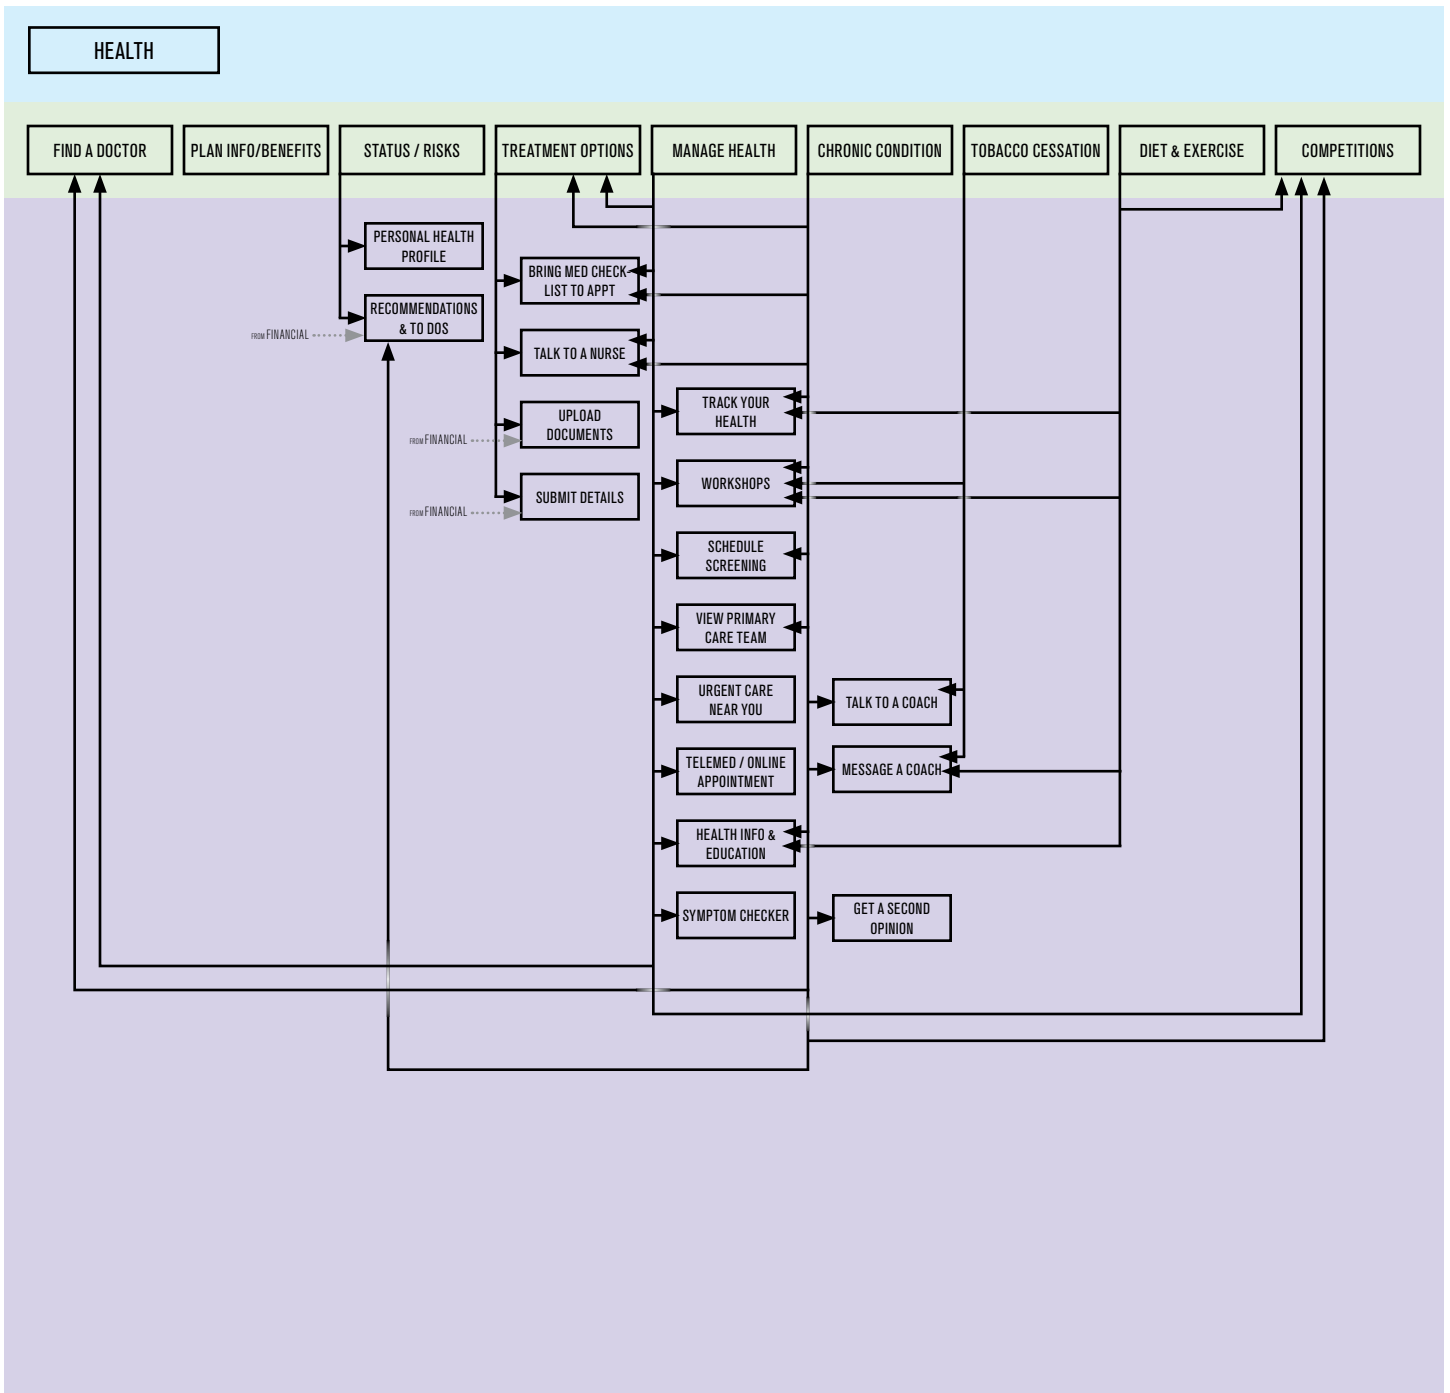 HEALTH
FIND A DOCTOR
PLAN INFO/BENEFITS
STATUS / RISKS
TREATMENT OPTIONS
MANAGE HEALTH
CHRONIC CONDITION
TOBACCO CESSATION
DIET & EXERCISE
COMPETITIONS
PERSONAL HEALTH
PROFILE
RECOMMENDATIONS
& TO DOS
FROM FINANCIAL
BRING MED CHECK-
LIST TO APPT
TALK TO A NURSE
UPLOAD
DOCUMENTS
FROM FINANCIAL
SUBMIT DETAILS
FROM FINANCIAL
TRACK YOUR
HEALTH
WORKSHOPS
SCHEDULE
SCREENING
VIEW PRIMARY
CARE TEAM
URGENT CARE
NEAR YOU
TELEMED / ONLINE
APPOINTMENT
HEALTH INFO &
EDUCATION
SYMPTOM CHECKER
TALK TO A COACH
MESSAGE A COACH
GET A SECOND
OPINION